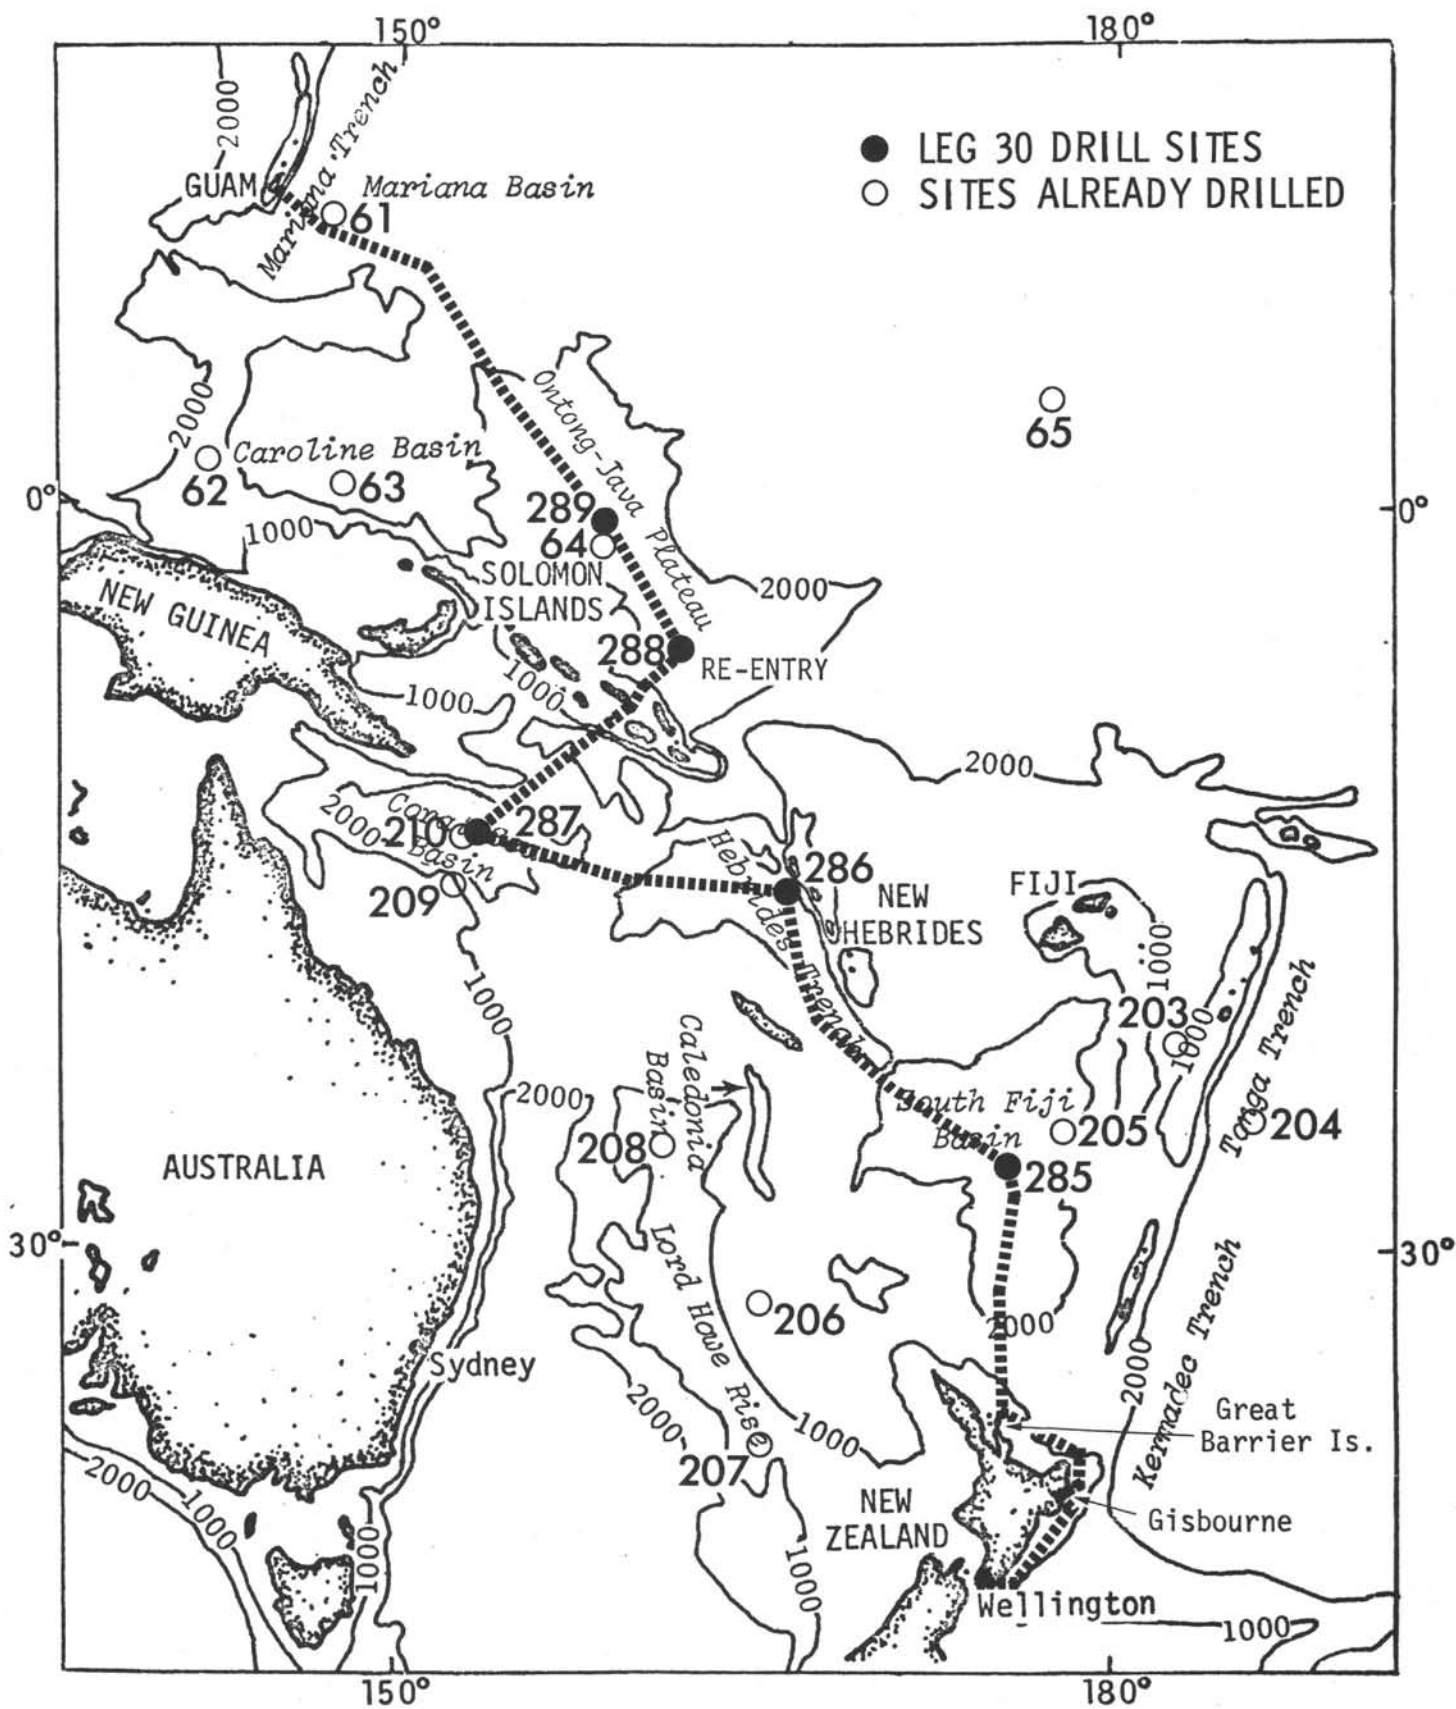 150°
180°
2000
Mariana Trench
LEG 30 DRILL SITES
SITES ALREADY DRILLED
GUAM
Mariana Basin
61
2000
Ontong-Java Plateau
65
Caroline Basin
62
63
0°
0°
289
1000
64
SOLOMON
ISLANDS
2000
NEW GUINEA
288
RE-ENTRY
1000
1000
2000
2000
210
287
Basin
209
Hebrides Trench
286
NEW
HEBRIDES
FIJI
1000
203
1000
1000
Tonga Trench
204
Caledonia
Basin
2000
208
South Fiji
Basin
205
285
AUSTRALIA
30°
30°
Lord Howe Rise
206
2000
Kermadec Trench
2000
Sydney
2000
1000
207
Great
Barrier Is.
NEW
ZEALAND
Gisbourne
2000
1000
1000
1000
Wellington
1000
150°
180°